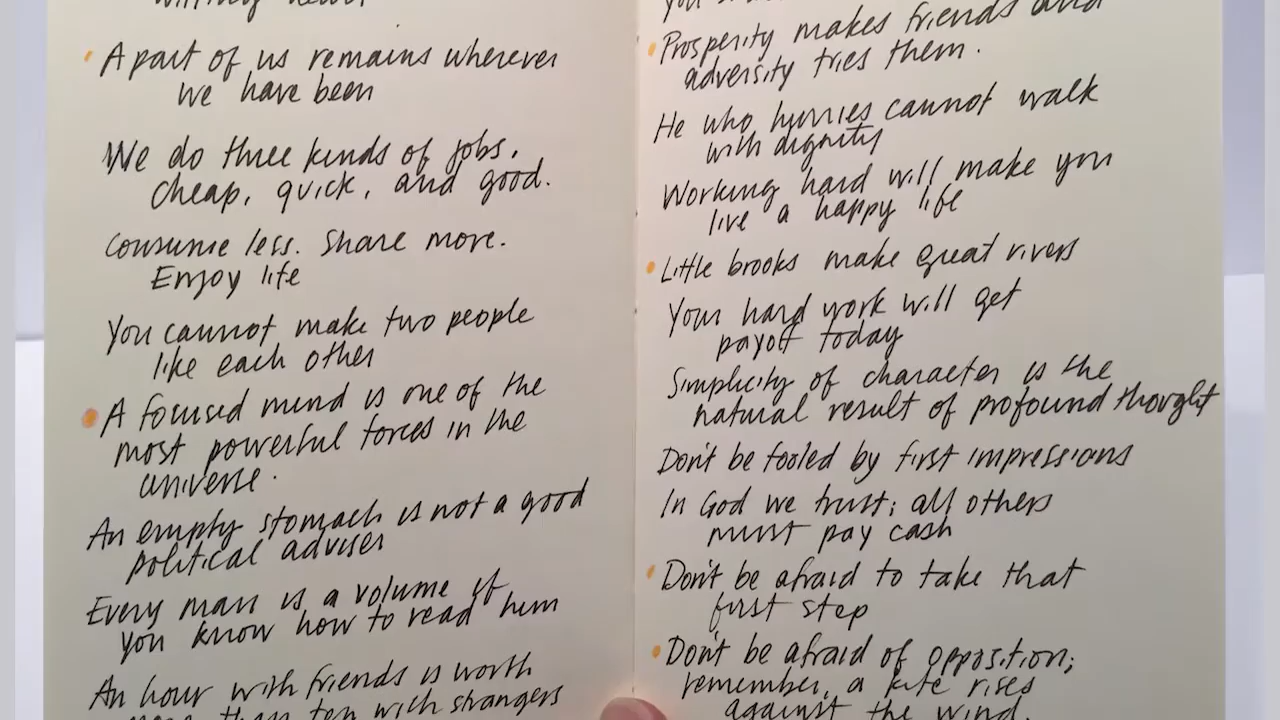 A part of us remains wherever
we have been
We do three kinds of jobs,
cheap, quick, and good.
Consume less. Share more.
Enjoy life
You cannot make two people
like each other
A focused mind is one of the
most powerful forces in the
universe.
An empty stomach is not a good
political adviser
Every man is a volume if
you know how to read him
An hour with friends is worth
than ten with strangers
Prosperity makes friends and
adversity tries them.
He who hurries cannot walk
with dignity
Working hard will make you
live a happy life
Little brooks make great rivers
Your hard work will get
payoff today
Simplicity of character is the
natural result of profound thought
Don't be fooled by first impressions
In God we trust; all others
must pay cash
Don't be afraid to take that
first step
Don't be afraid of opposition;
remember, a kite rises
against the wind.